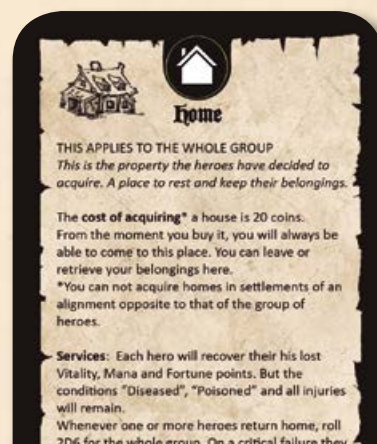 Home
THIS APPLIES TO THE WHOLE GROUP
This is the property the heroes have decided to
acquire. A place to rest and keep their belongings.
The cost of acquiring* a house is 20 coins.
From the moment you buy it, you will always be
able to come to this place. You can leave or
retrieve your belongings here.
*You can not acquire homes in settlements of an
alignment opposite to that of the group of
heroes.
Services: Each hero will recover their his lost
Vitality, Mana and Fortune points. But the
conditions "Diseased", "Poisoned" and all injuries
will remain.
Whenever one or more heroes return home, roll
2D6 for the whole group. On a critical failure they